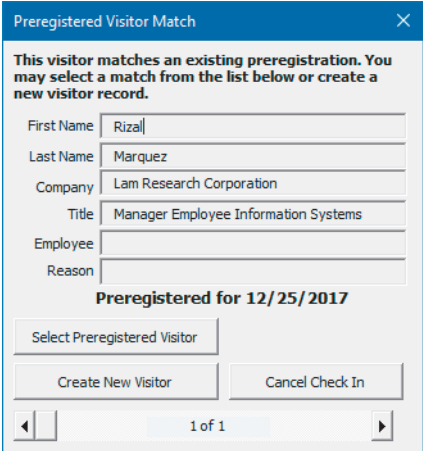 Preregistered Visitor Match
This visitor matches an existing preregistration. You
may select a match from the list below or create a
new visitor record.
First Name Rizal
Last Name Marquez
Company Lam Research Corporation
Title Manager Employee Information Systems
Employee
Reason
Preregistered for 12/25/2017
Select Preregistered Visitor
Create New Visitor Cancel Check In
1 of 1